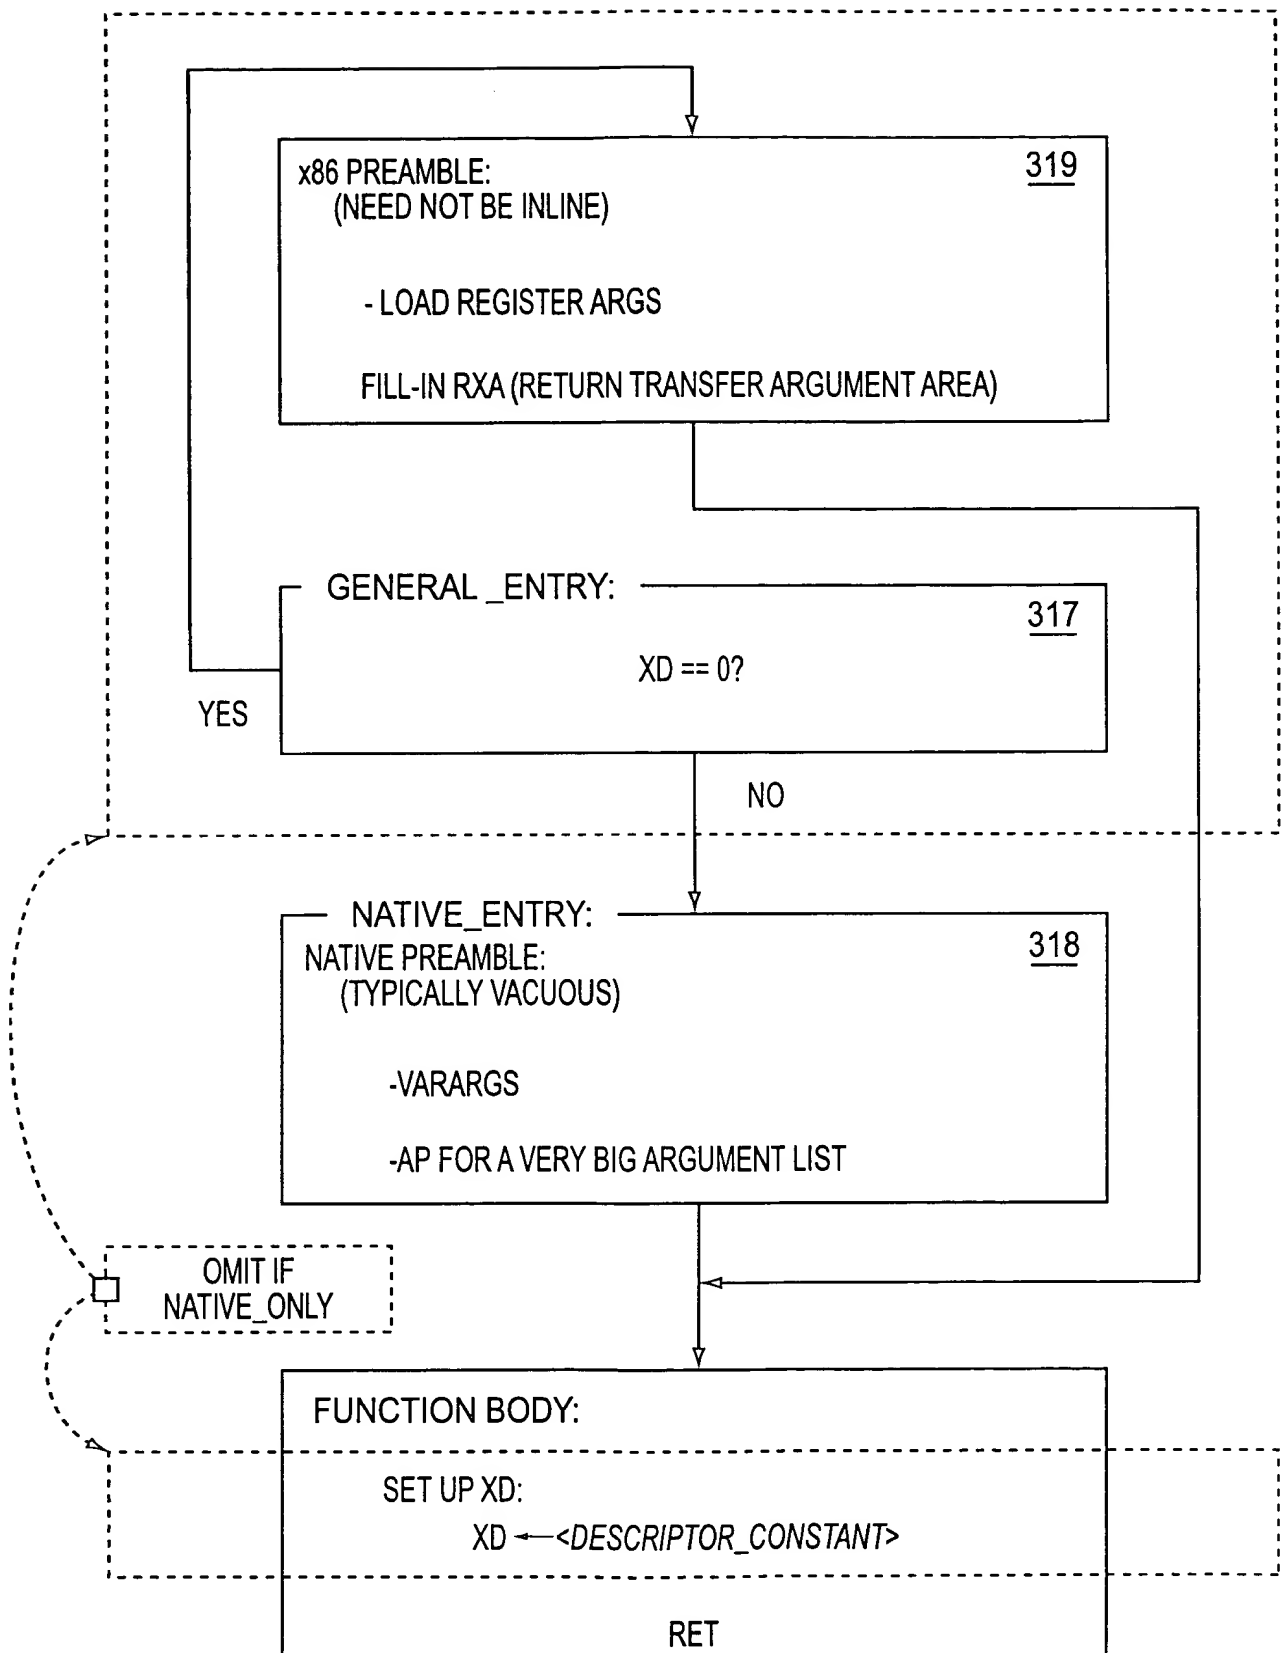 319
x86 PREAMBLE:
(NEED NOT BE INLINE)
- LOAD REGISTER ARGS
FILL-IN RXA (RETURN TRANSFER ARGUMENT AREA)
GENERAL _ENTRY:
317
XD == 0?
YES
NO
NATIVE_ENTRY:
318
NATIVE PREAMBLE:
(TYPICALLY VACUOUS)
-VARARGS
-AP FOR A VERY BIG ARGUMENT LIST
OMIT IF
NATIVE_ONLY
FUNCTION BODY:
SET UP XD:
XD ←<DESCRIPTOR_CONSTANT>
RET